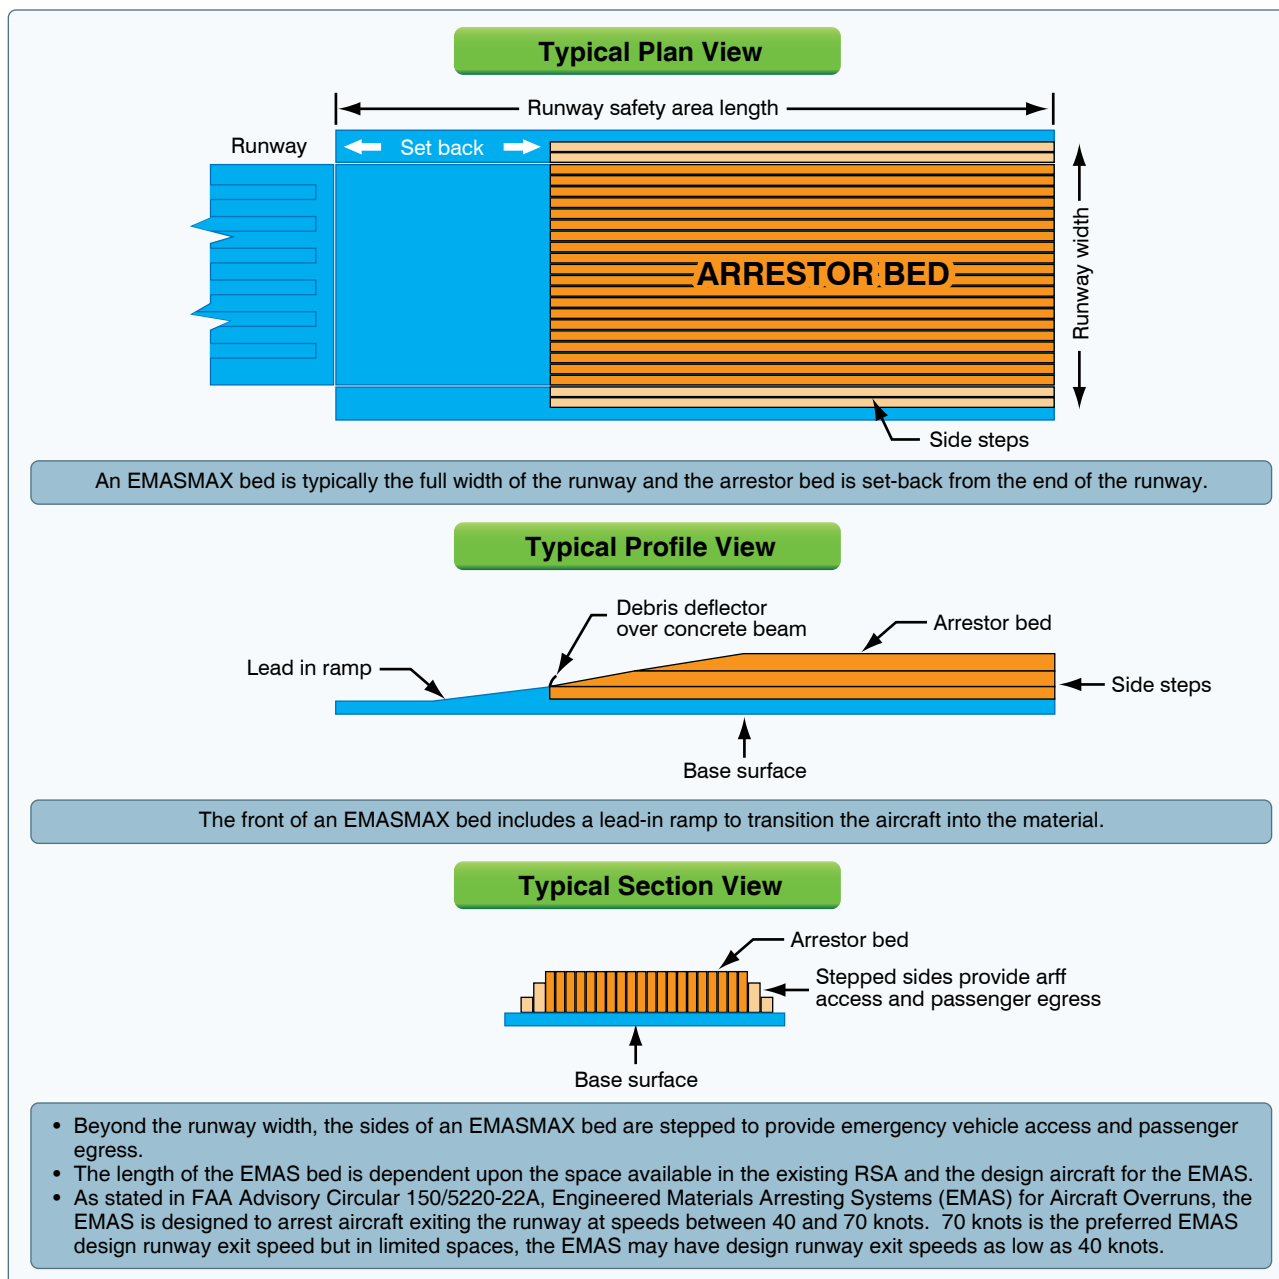 Typical Plan View
Runway safety area length
Runway
Set back
ARRESTOR BED
Runway width
Side steps
An EMASMAX bed is typically the full width of the runway and the arrestor bed is set-back from the end of the runway.
Typical Profile View
Debris deflector
over concrete beam
Arrestor bed
Lead in ramp
Side steps
Base surface
The front of an EMASMAX bed includes a lead-in ramp to transition the aircraft into the material.
Typical Section View
Arrestor bed
Stepped sides provide arff
access and passenger egress
Base surface
• Beyond the runway width, the sides of an EMASMAX bed are stepped to provide emergency vehicle access and passenger
egress.
• The length of the EMAS bed is dependent upon the space available in the existing RSA and the design aircraft for the EMAS.
• As stated in FAA Advisory Circular 150/5220-22A, Engineered Materials Arresting Systems (EMAS) for Aircraft Overruns, the
EMAS is designed to arrest aircraft exiting the runway at speeds between 40 and 70 knots.  70 knots is the preferred EMAS
design runway exit speed but in limited spaces, the EMAS may have design runway exit speeds as low as 40 knots.